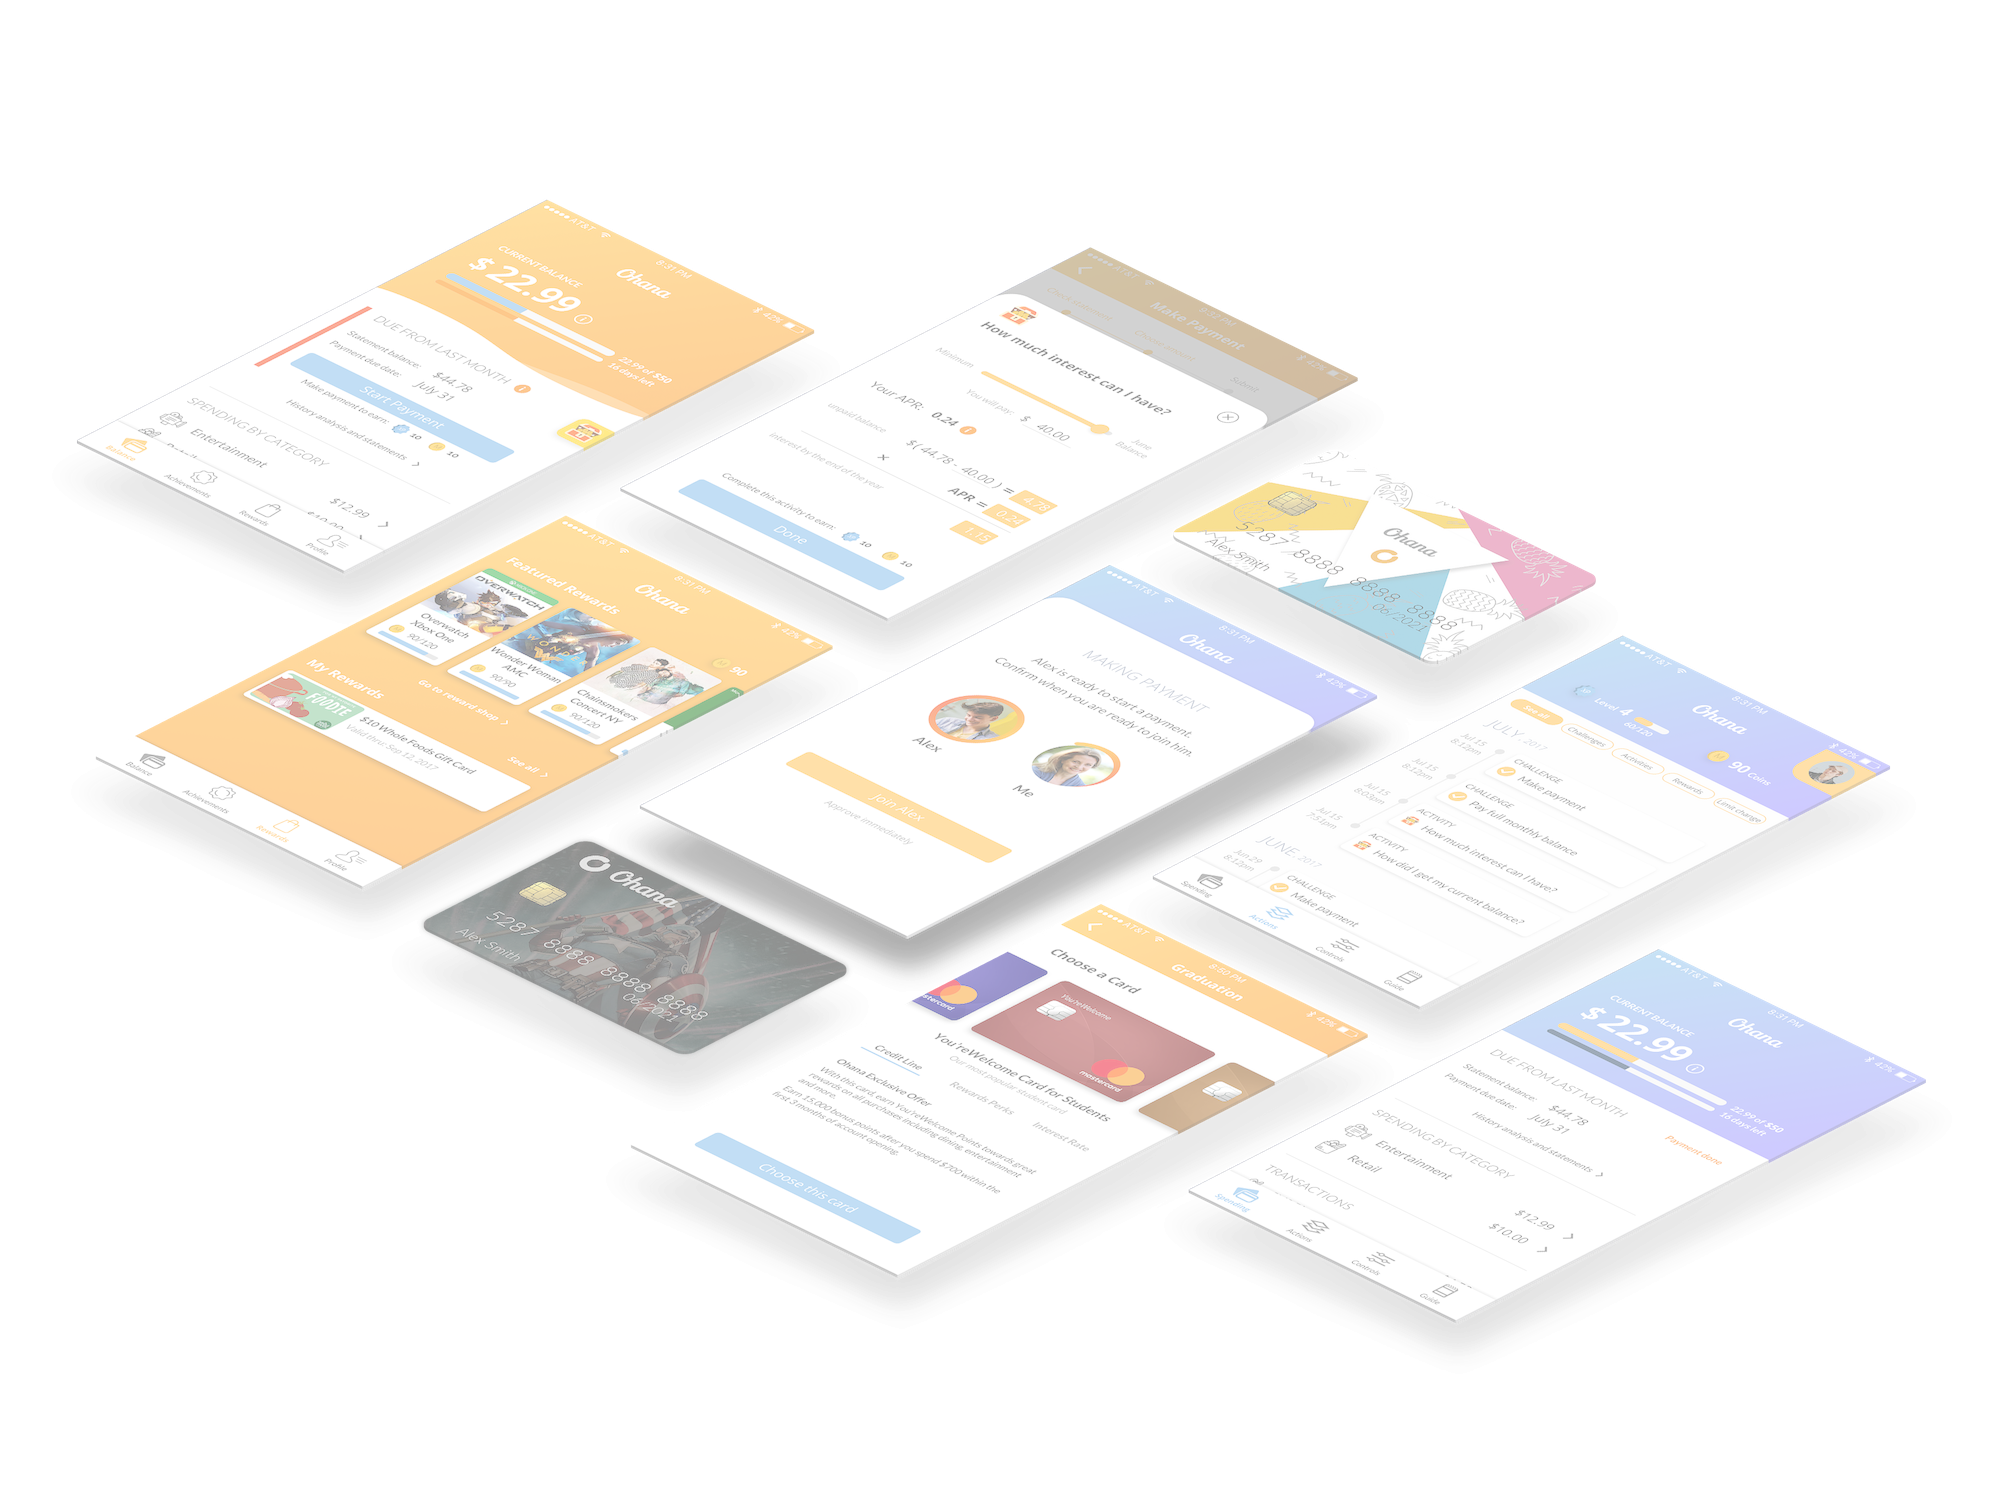 AT&T
8:31 PM
42%
Ohana
CURRENT BALANCE
$ 22.99
22.99 of $50
16 days left
DUE FROM LAST MONTH
Statement balance: $44.78
Payment due date: July 31
Start Payment
Make payment to earn: 10 10
History analysis and statements
SPENDING BY CATEGORY
Entertainment
$12.99
Balance
Achievements
Rewards
Profile
AT&T
42%
Make Payment
Submit
How much interest can I have?
Minimum
June
Balance
You will pay: $ 40.00
Your APR: 0.24
unpaid balance
$( 44.78 - 40.00 ) = 4.78
x
APR = 0.24
interest by the end of the year
1.15
Complete this activity to earn: 10 10
Done
Ohana
5287 8888 8888 8888
06/2021
Alex Smith
AT&T
8:31 PM
42%
Ohana
90
Featured Rewards
OVERWATCH
Overwatch
Xbox One
90/120
Wonder Woman
AMC
90/90
Chainsmokers
Concert NY
90/120
Go to reward shop
My Rewards
See all
FOODIE
$10 Whole Foods Gift Card
Valid thru: Sep 12,2017
Balance
Achievements
Rewards
Profile
AT&T
8:31 PM
42%
Ohana
MAKING PAYMENT
Alex is ready to start a payment.
Confirm when you are ready to join him.
Alex
Me
Join Alex
Approve immediately
AT&T
8:31 PM
42%
Ohana
Level 4
60/120
90 Coins
See all
Challenges
Activities
Rewards
Limit change
JULY, 2017
Jul 15
8:12pm
CHALLENGE
Make payment
Jul 15
8:12pm
CHALLENGE
Pay full monthly balance
Jul 15
8:02pm
ACTIVITY
How much interest can I have?
Jul 15
7:51pm
ACTIVITY
How did I get my current balance?
JUNE, 2017
Jun 29
8:12pm
CHALLENGE
Make payment
Spending
Actions
Controls
Guide
Ohana
5287 8888 8888 8888
06/2021
Alex Smith
AT&T
8:50 PM
42%
Graduation
Choose a Card
mastercard
You'reWelcome
mastercard
You'reWelcome Card for Students
Our most popular student card
Credit Line
Rewards Perks
Interest Rate
Ohana Exclusive Offer
With this card, earn You'reWelcome Points towards great
rewards on all purchases including dining, entertainment
and more.
Earn 15,000 bonus points after you spend $700 within the
first 3 months of account opening.
Choose this card
AT&T
8:31 PM
42%
Ohana
CURRENT BALANCE
$ 22.99
22.99 of $50
16 days left
DUE FROM LAST MONTH
Payment done
Statement balance: $44.78
Payment due date: July 31
History analysis and statements
SPENDING BY CATEGORY
Entertainment
$12.99
Retail
$10.00
TRANSACTIONS
Spending
Actions
Controls
Guide